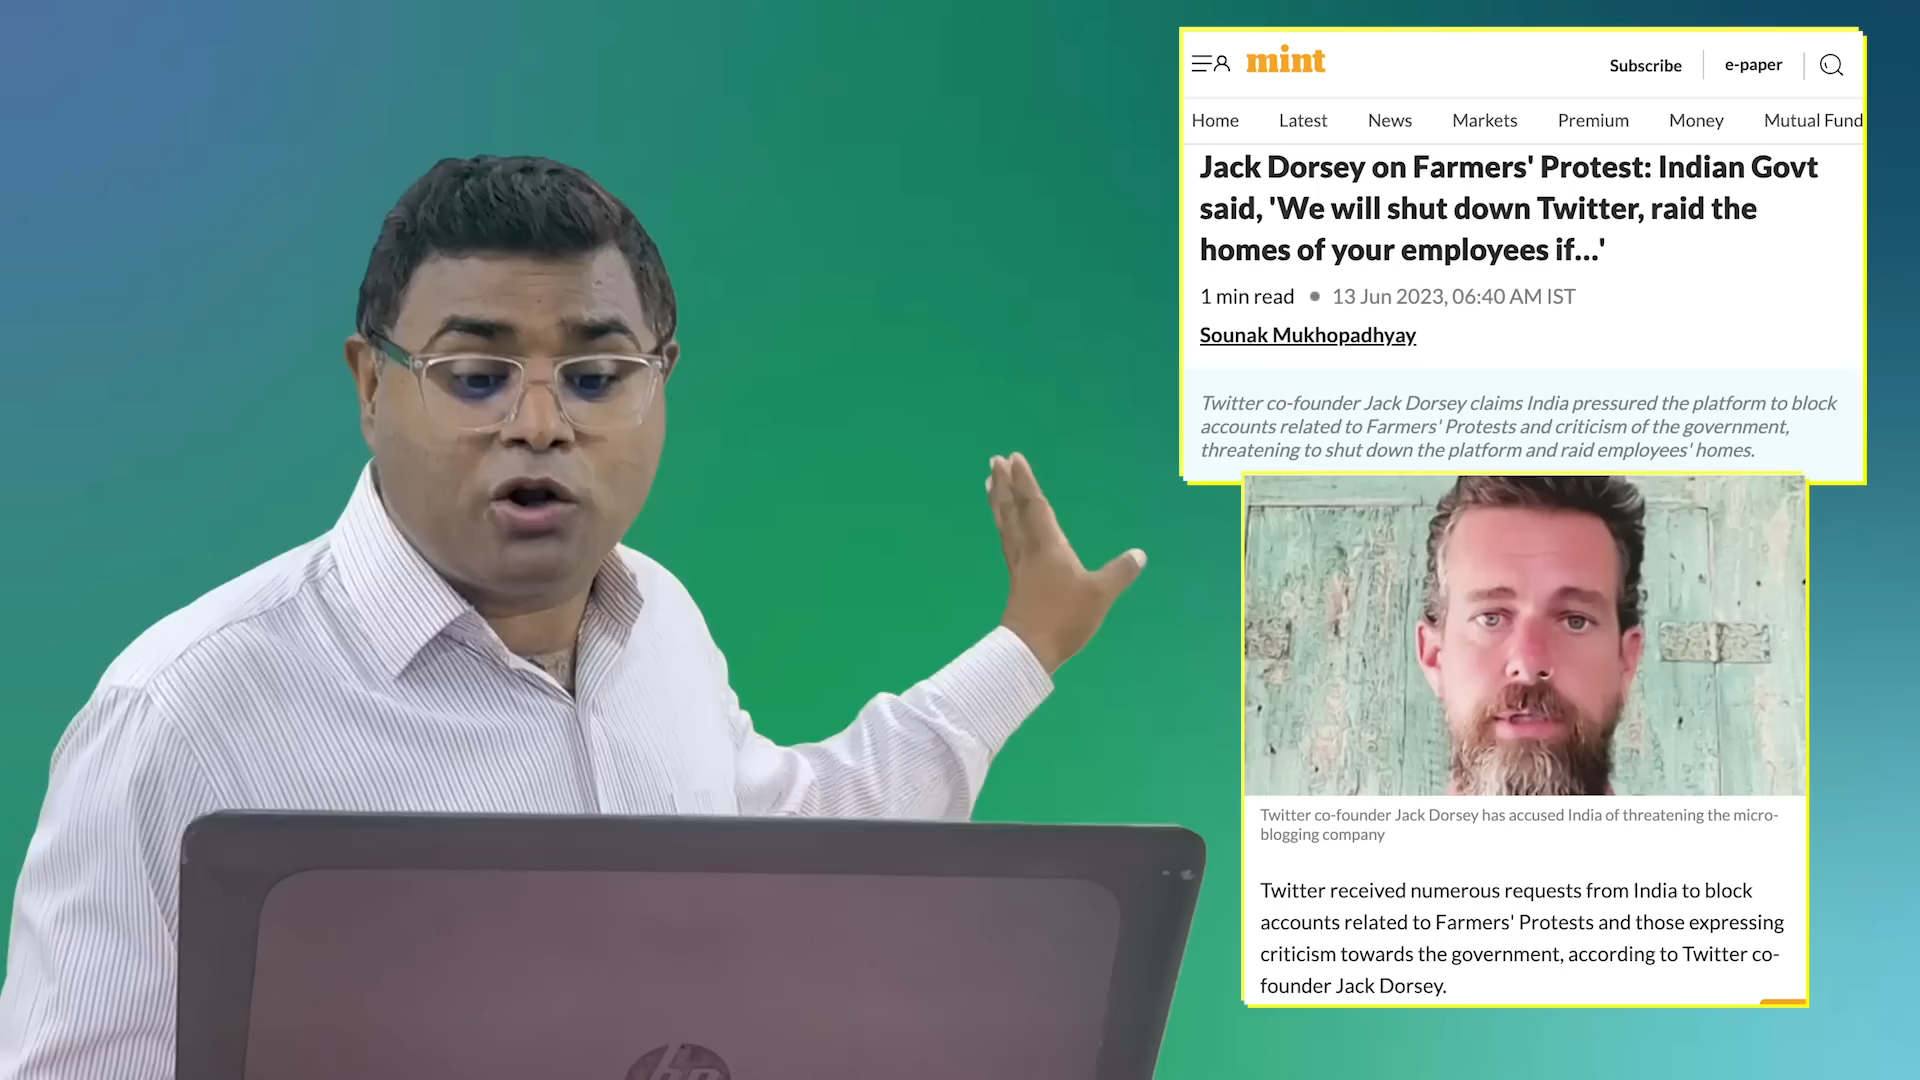 mint
Subscribe
e-paper
Home Latest News Markets Premium Money Mutual Fund
Jack Dorsey on Farmers' Protest: Indian Govt
said, 'We will shut down Twitter, raid the
homes of your employees if...'
1 min read • 13 Jun 2023, 06:40 AM IST
Sounak Mukhopadhyay
Twitter co-founder Jack Dorsey claims India pressured the platform to block
accounts related to Farmers' Protests and criticism of the government,
threatening to shut down the platform and raid employees' homes.
Twitter co-founder Jack Dorsey has accused India of threatening the micro-
blogging company
Twitter received numerous requests from India to block
accounts related to Farmers' Protests and those expressing
criticism towards the government, according to Twitter co-
founder Jack Dorsey.
hp